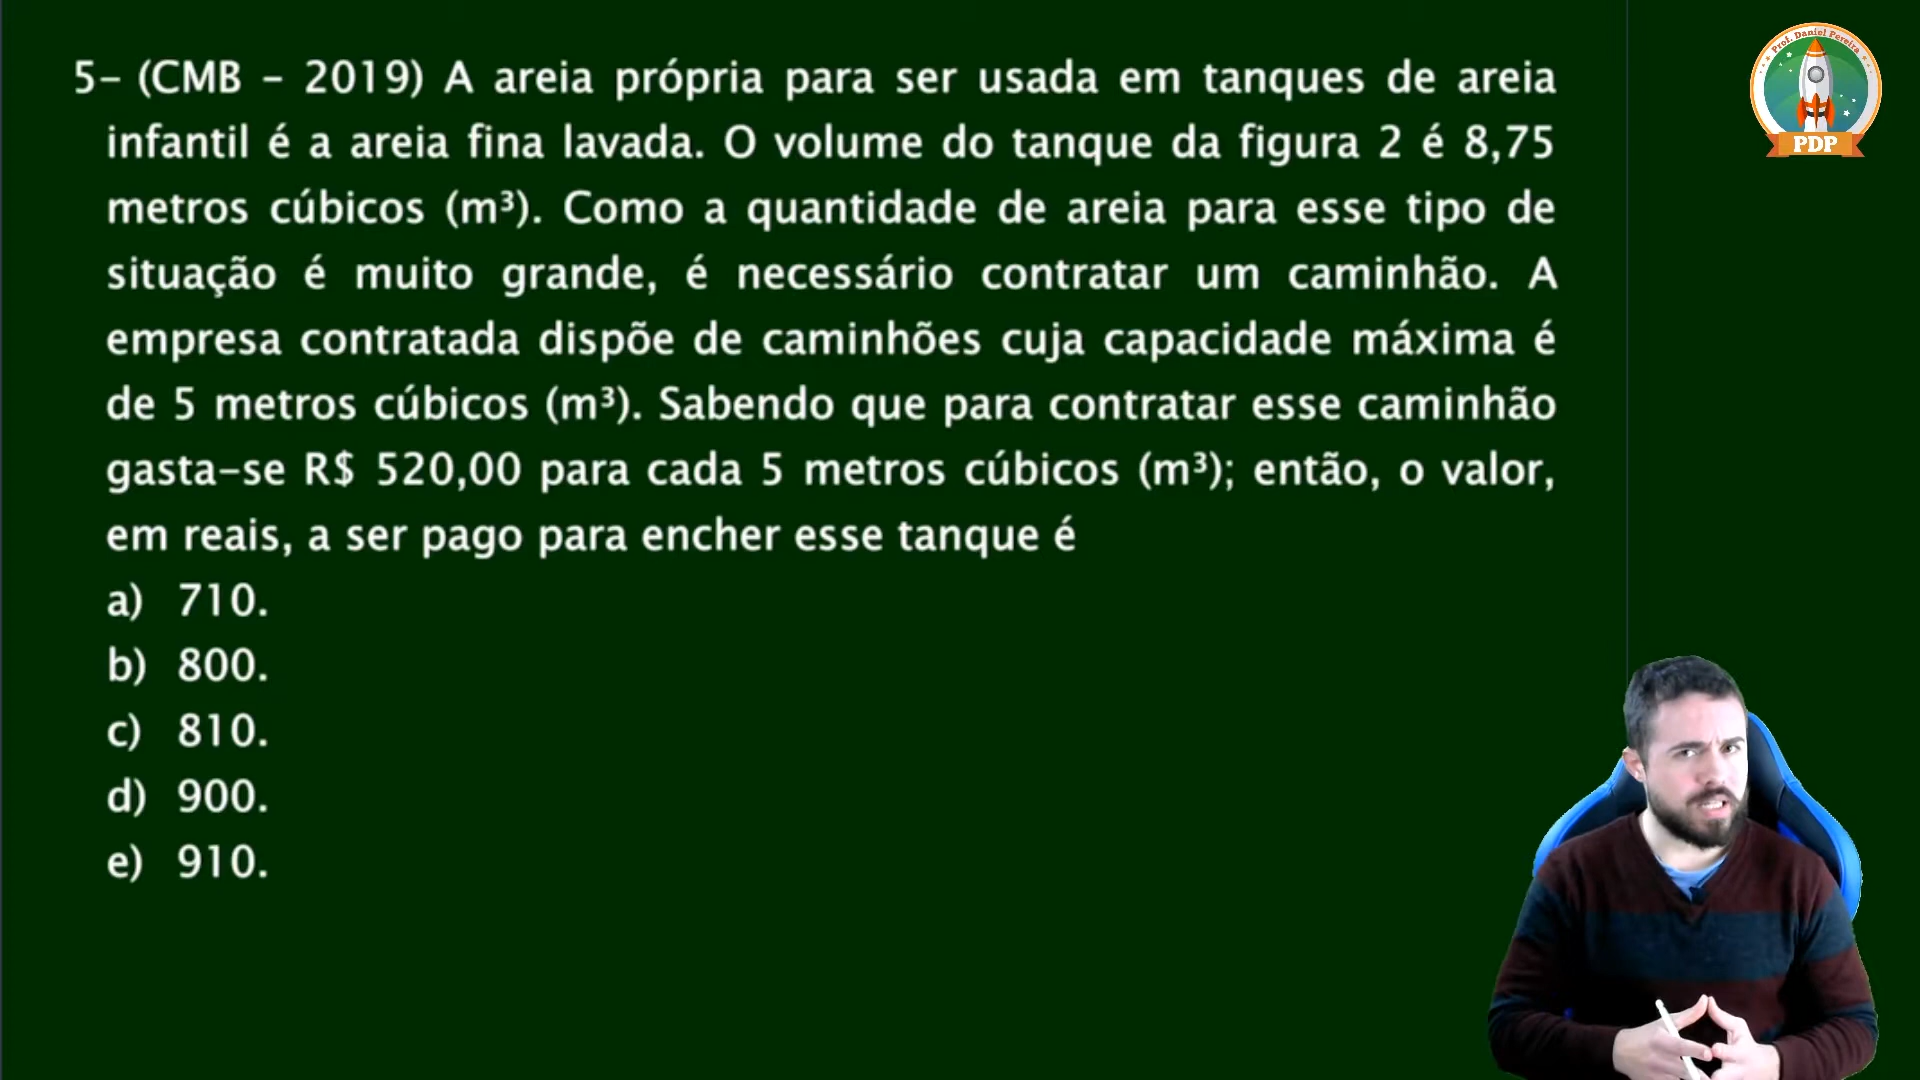 5- (CMB - 2019) A areia própria para ser usada em tanques de areia
infantil é a areia fina lavada. O volume do tanque da figura 2 é 8,75
metros cúbicos (m³). Como a quantidade de areia para esse tipo de
situação é muito grande, é necessário contratar um caminhão. A
empresa contratada dispõe de caminhões cuja capacidade máxima é
de 5 metros cúbicos (m³). Sabendo que para contratar esse caminhão
gasta-se R$ 520,00 para cada 5 metros cúbicos (m³); então, o valor,
em reais, a ser pago para encher esse tanque é
a) 710.
b) 800.
c) 810.
d) 900.
e) 910.
Prof. Daniel Pereira
PDP